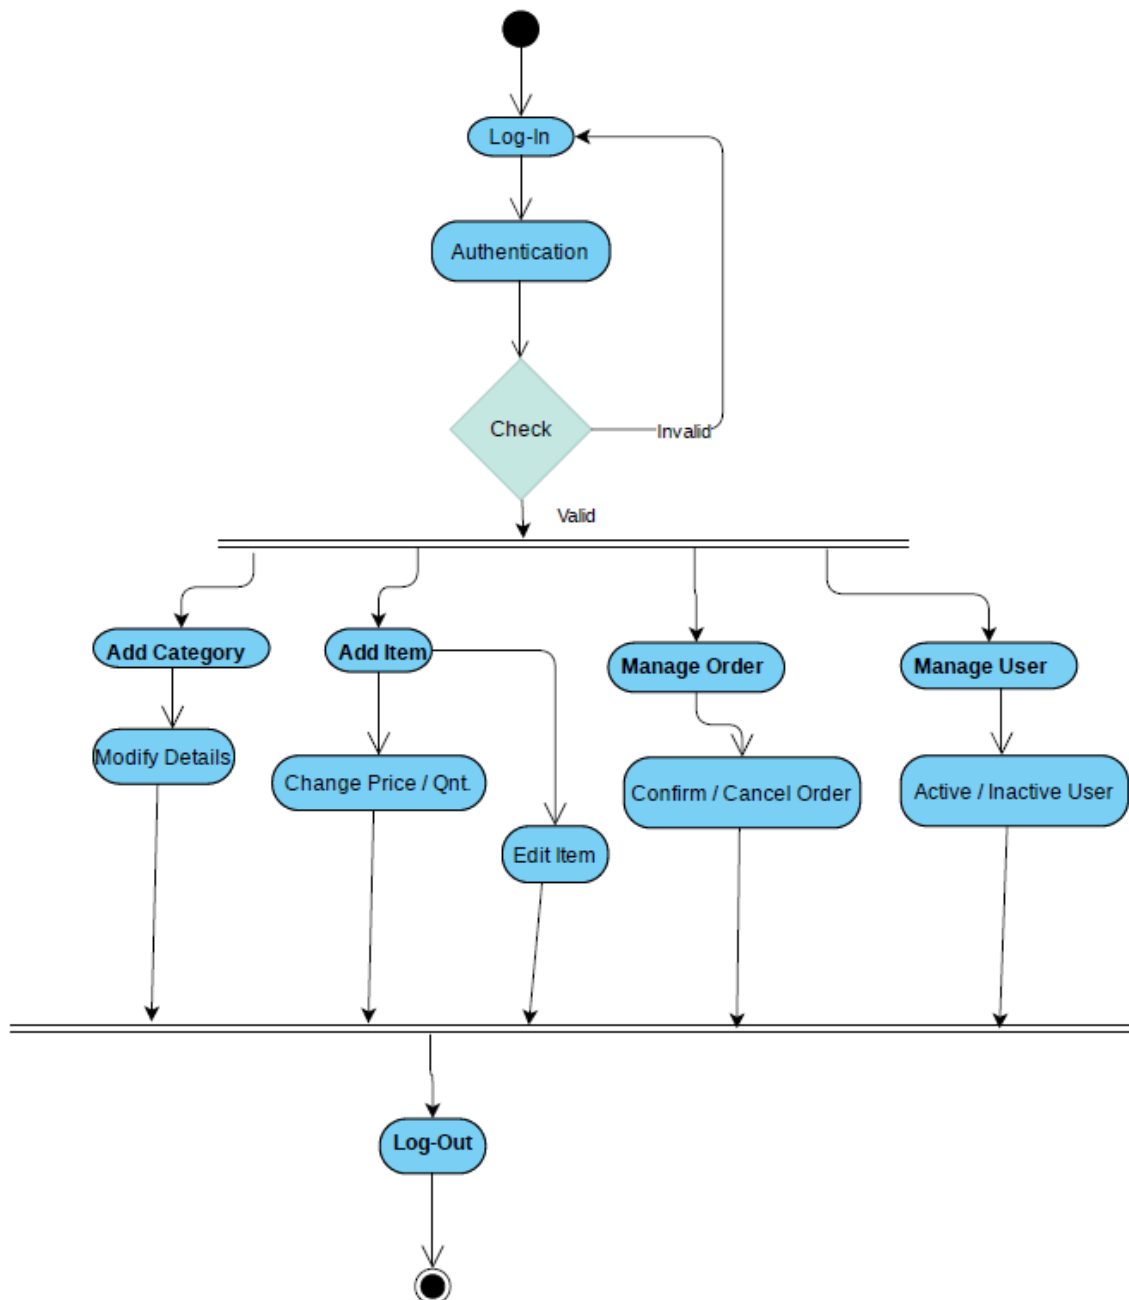 Log-In
Authentication
Check
Invalid
Valid
Add Category
Add Item
Manage Order
Manage User
Modify Details
Change Price / Qnt.
Confirm / Cancel Order
Active / Inactive User
Edit Item
Log-Out